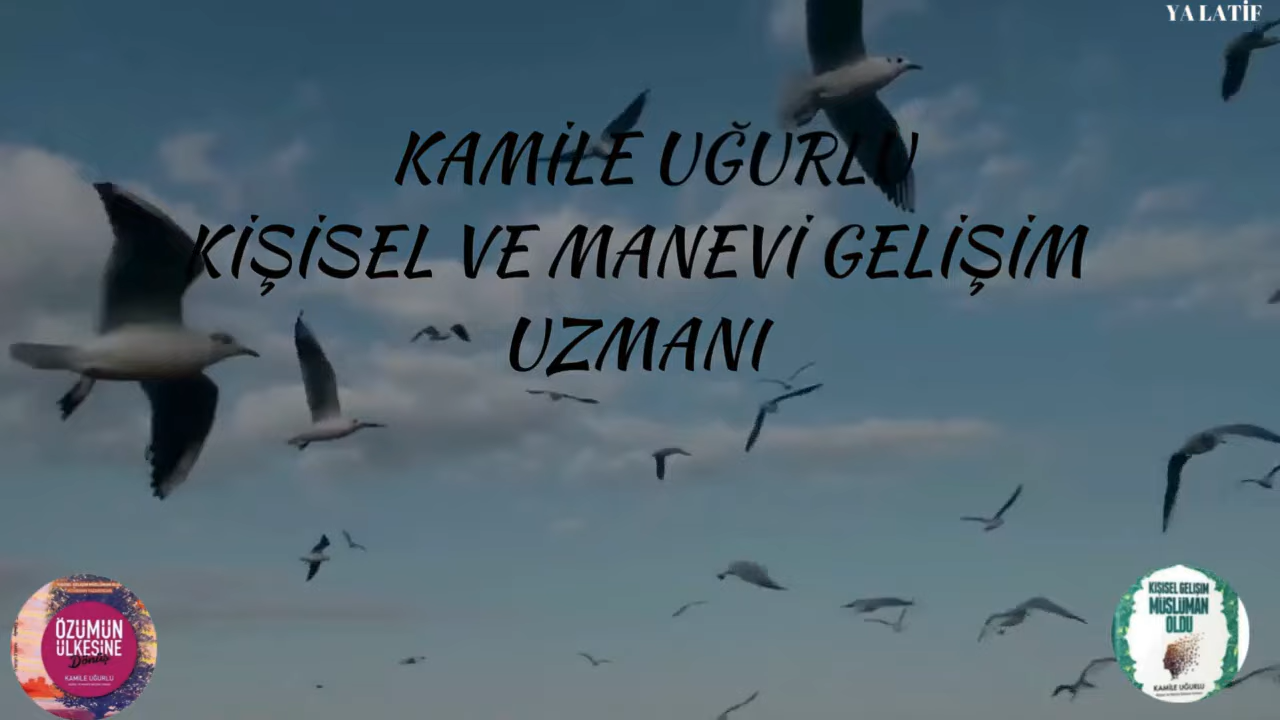 YA LATİF
KAMİLE UĞURLU
KİŞİSEL VE MANEVİ GELİŞİM
UZMANI
ÖZÜMÜN
ÜLKESİNE
Dönüş
KAMİLE UĞURLU
KİŞİSEL GELİŞİM
MÜSLÜMAN
OLDU
KAMİLE UĞURLU